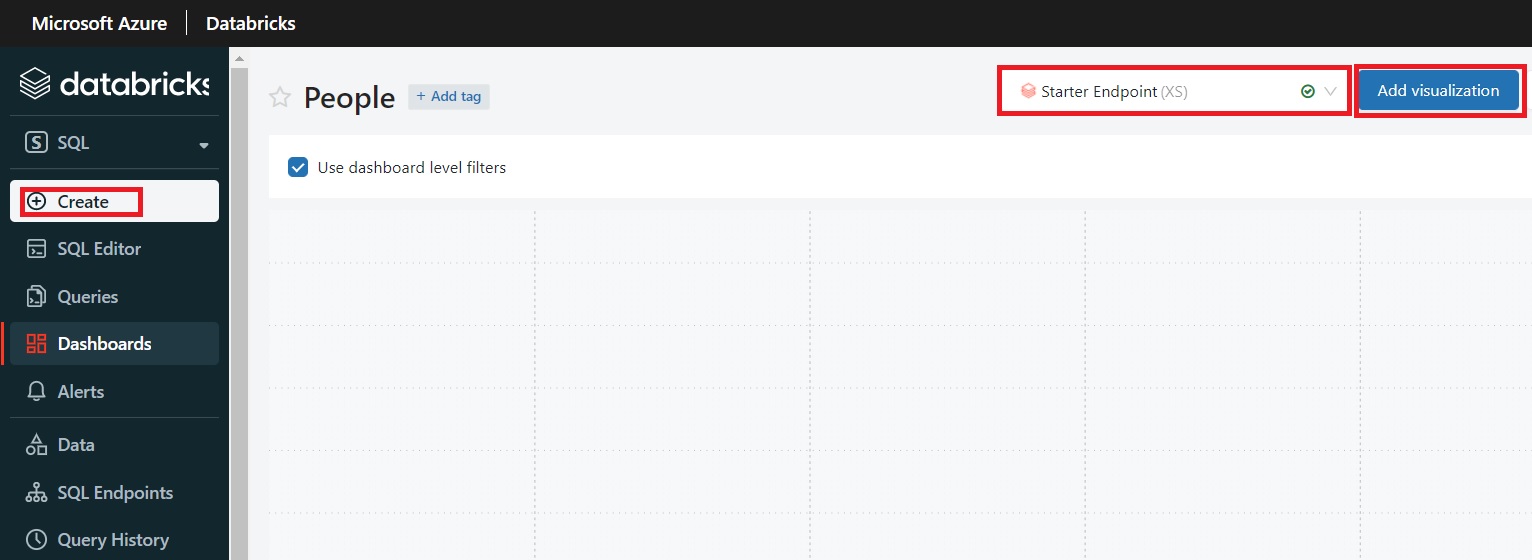 Microsoft Azure Databricks
databricks
S SQL
Create
SQL Editor
Queries
Dashboards
Alerts
Data
SQL Endpoints
Query History
People + Add tag
Starter Endpoint (XS)
Add visualization
Use dashboard level filters